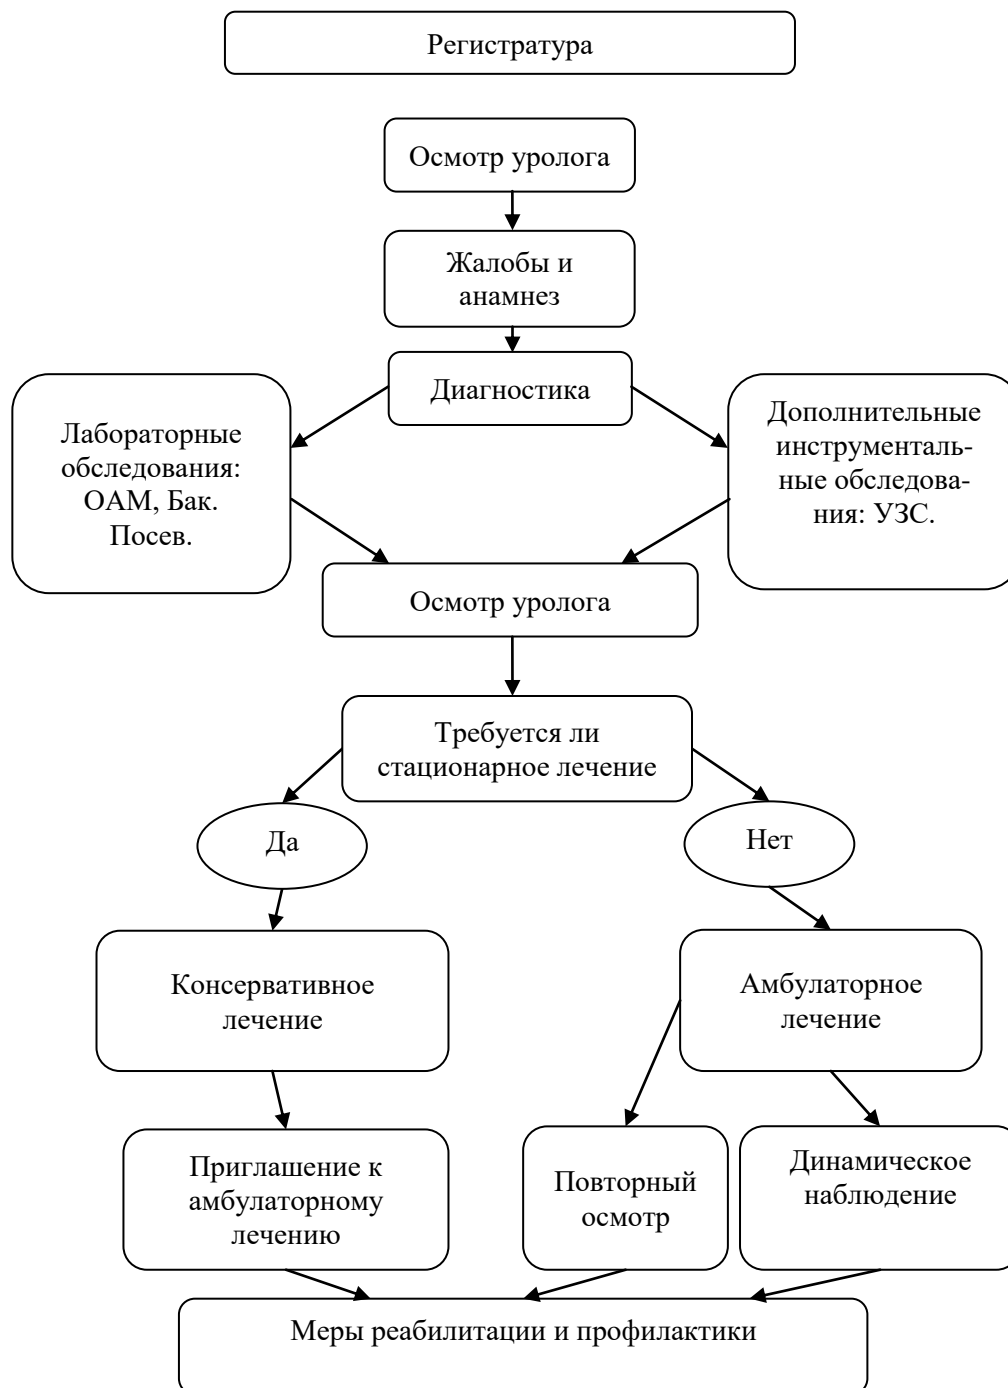 Регистратура
Осмотр уролога
Жалобы и
анамнез
Диагностика
Лабораторные
обследования:
ОАМ, Бак.
Посев.
Дополнительные
инструменталь-
ные обследова-
ния: УЗС.
Осмотр уролога
Требуется ли
стационарное лечение
Да
Нет
Консервативное
лечение
Амбулаторное
лечение
Приглашение к
амбулаторному
лечению
Повторный
осмотр
Динамическое
наблюдение
Меры реабилитации и профилактики